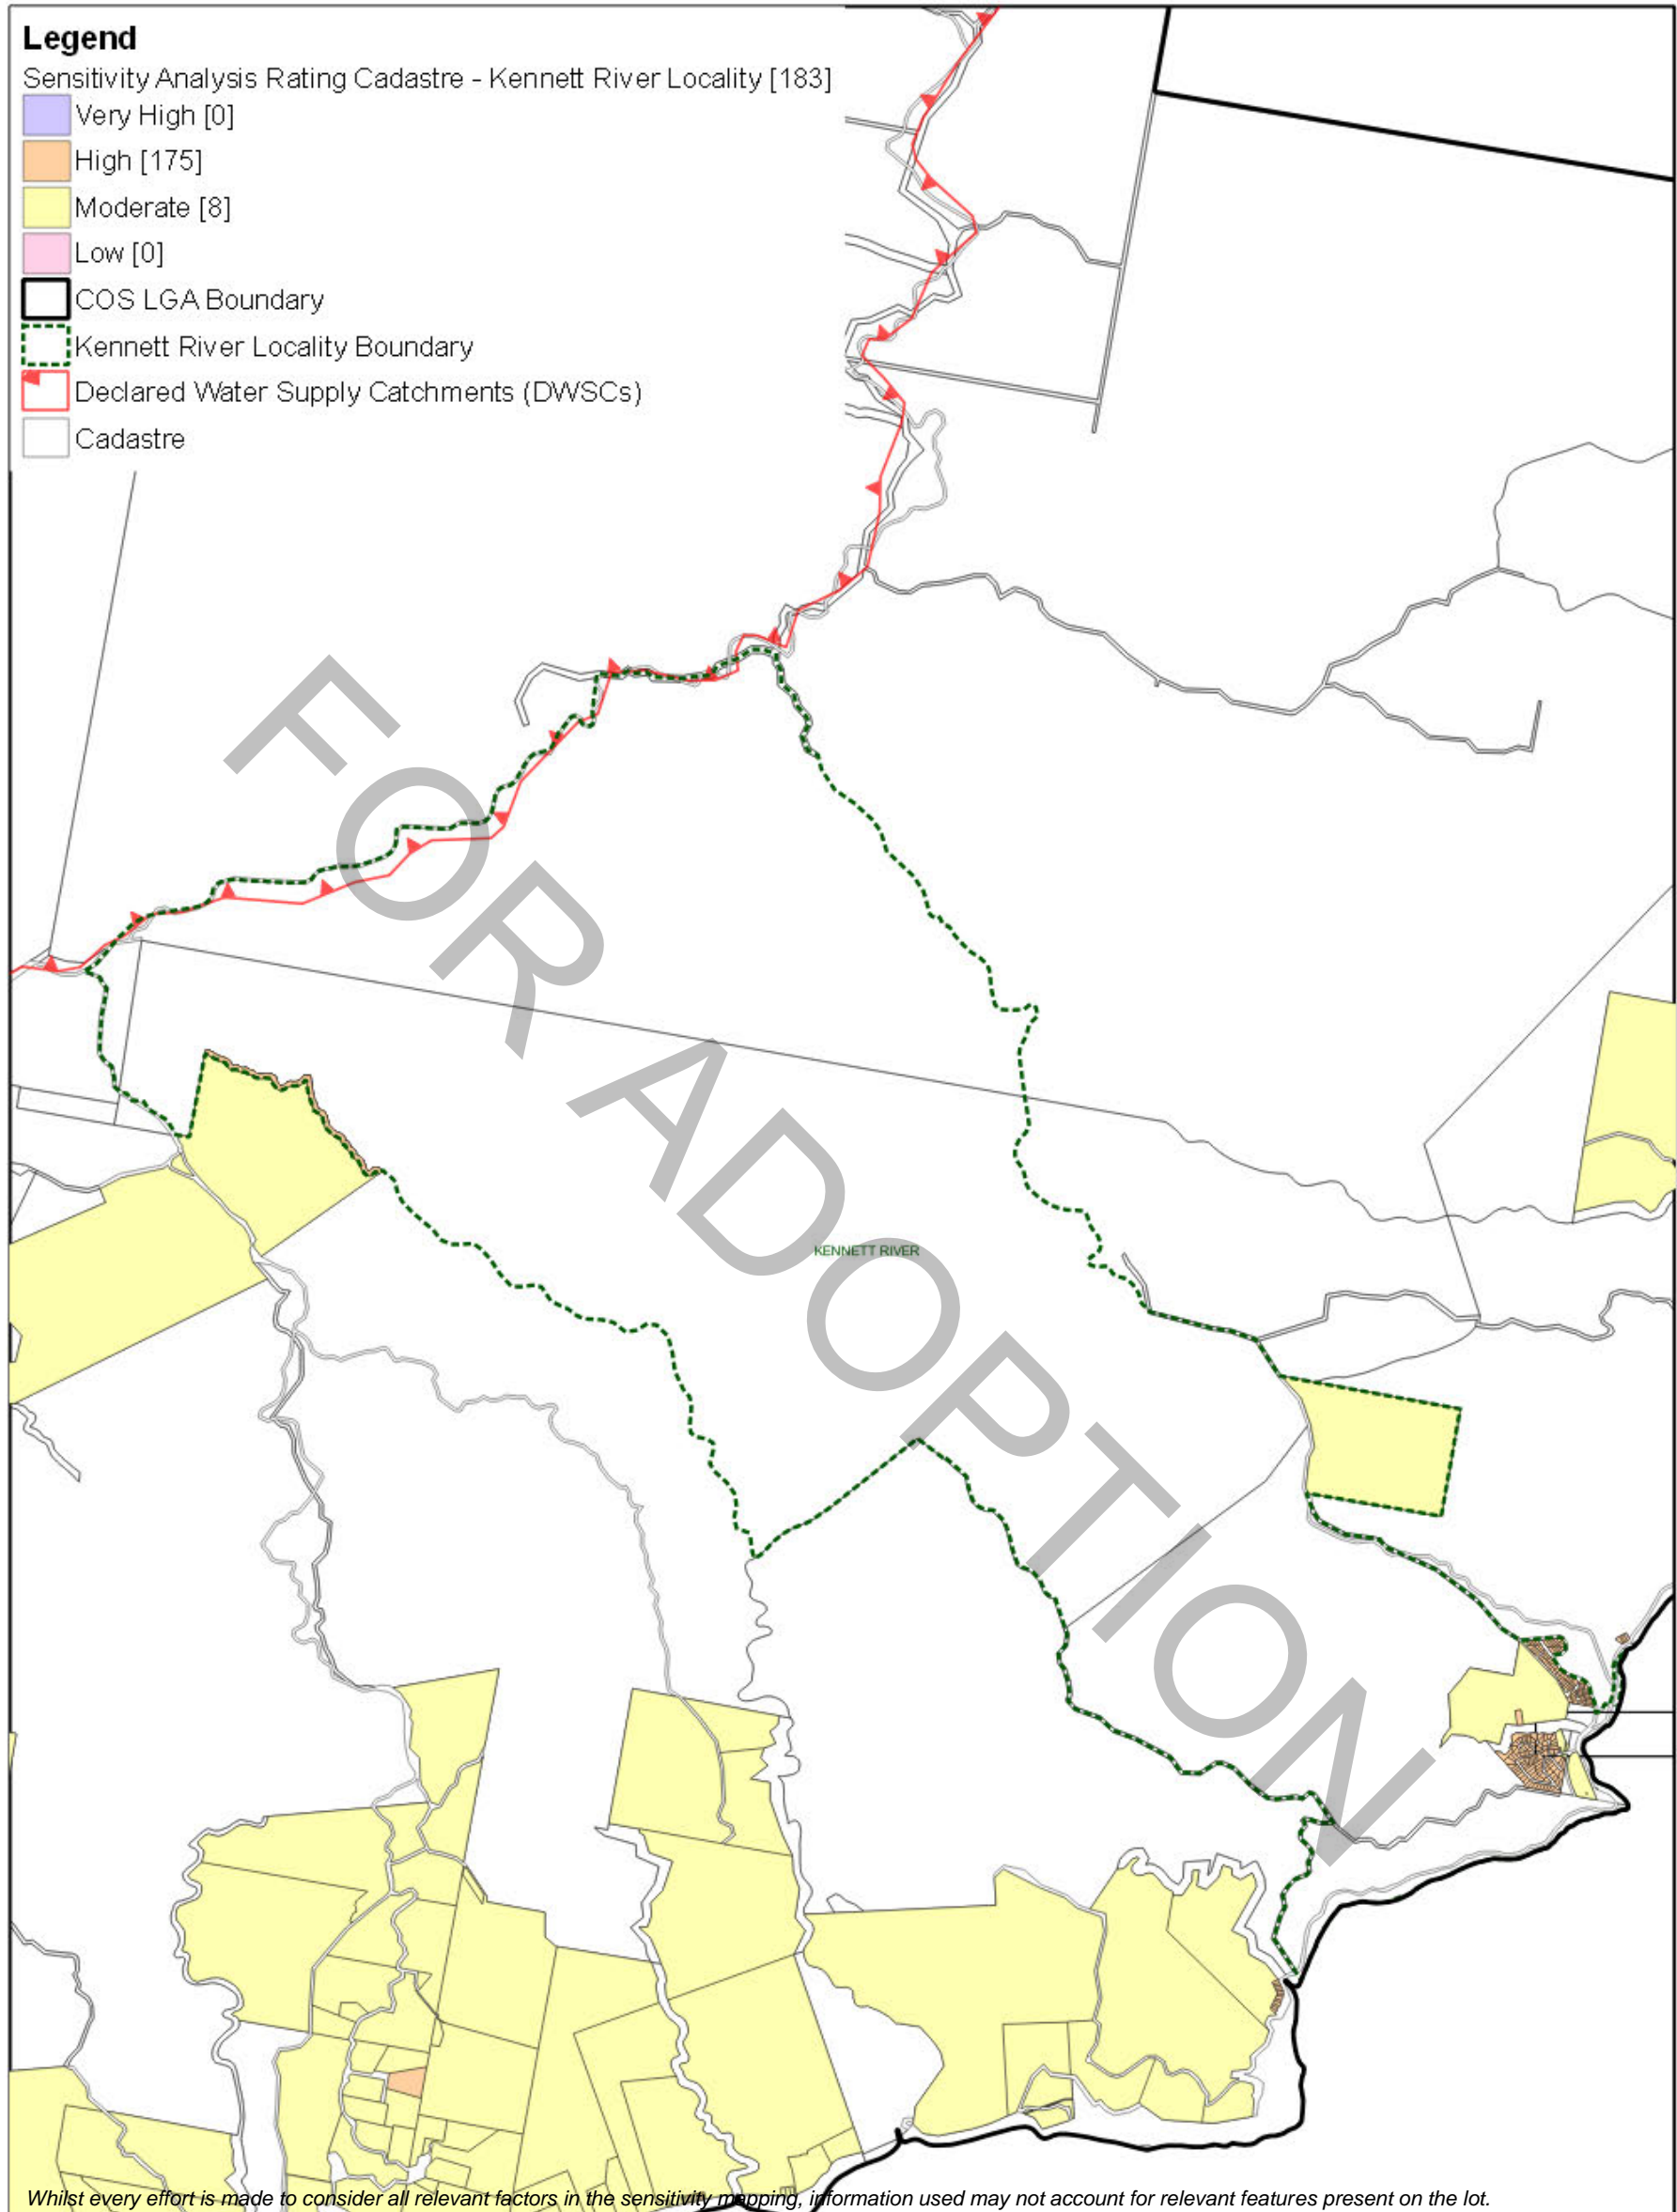 Legend
Sensitivity Analysis Rating Cadastre - Kennett River Locality [183]
Very High [0]
High [175]
Moderate [8]
Low [0]
COS LGA Boundary
Kennett River Locality Boundary
Declared Water Supply Catchments (DWSCs)
Cadastre
FOR ADOPTION
KENNETT RIVER
Whilst every effort is made to consider all relevant factors in the sensitivity mapping, information used may not account for relevant features present on the lot.